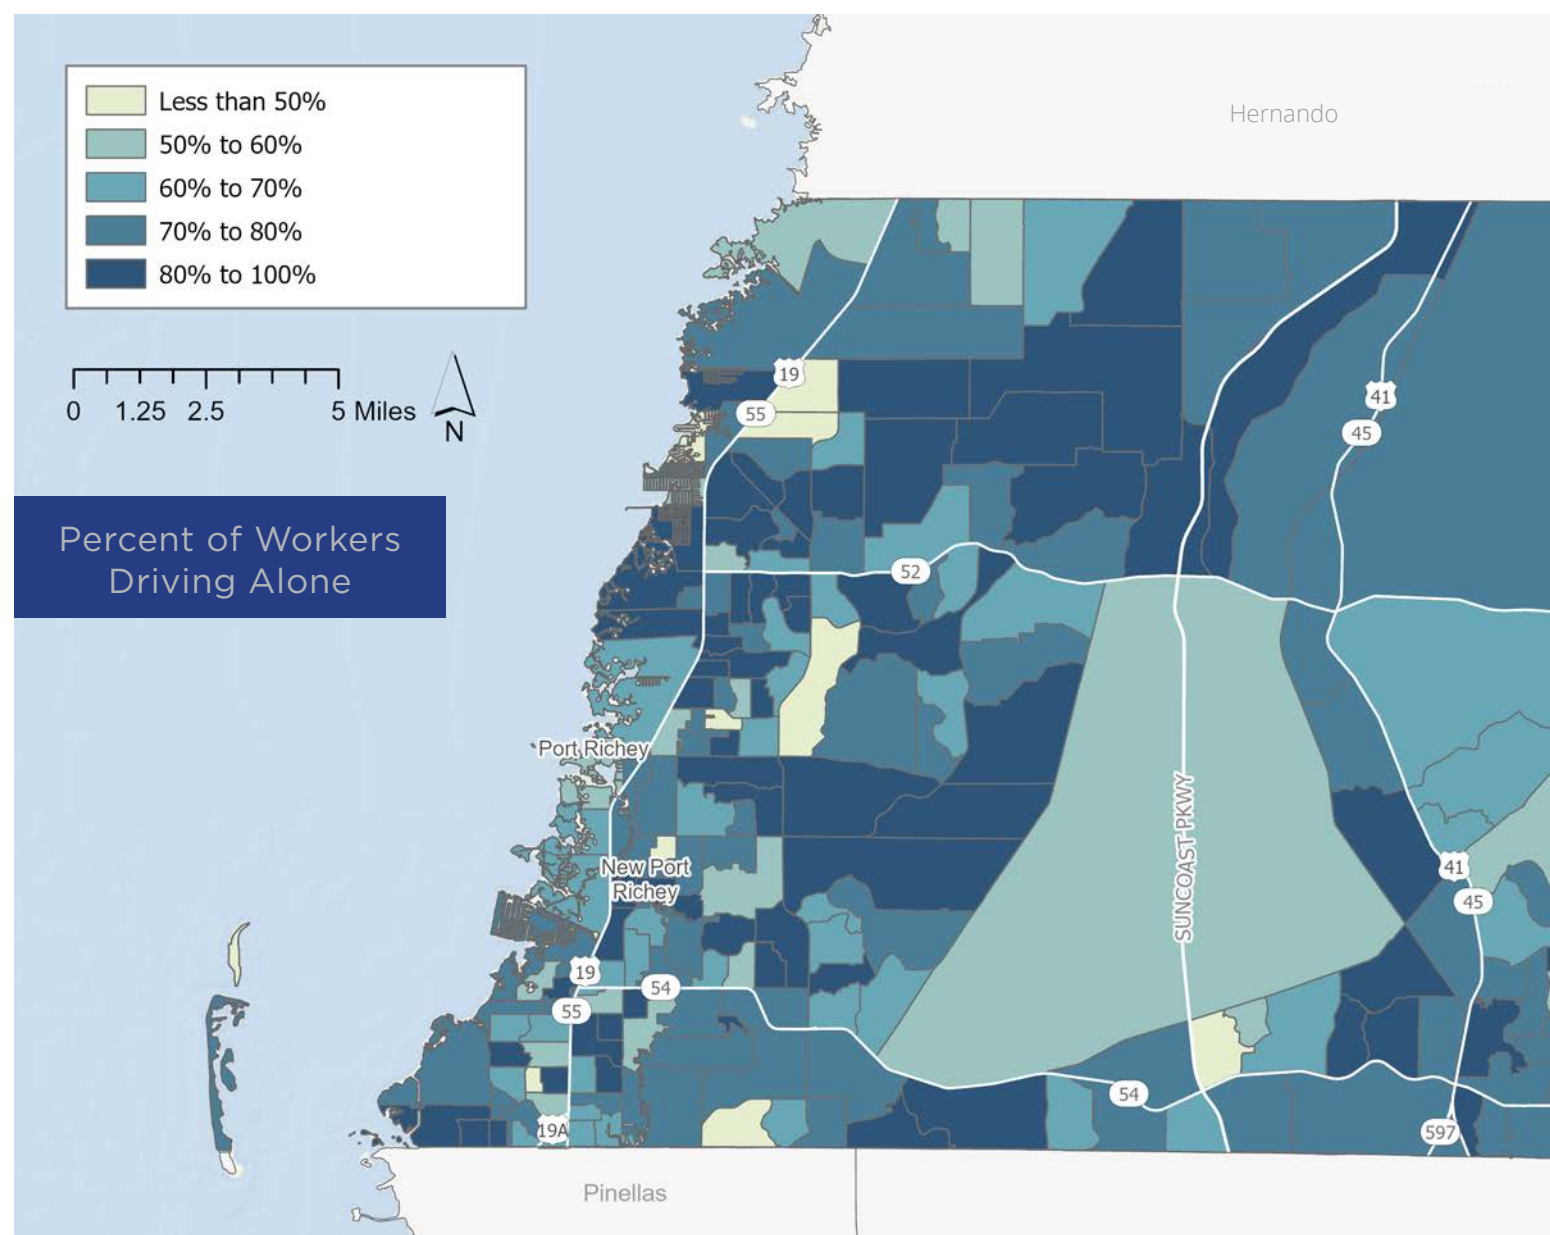 Less than 50%
50% to 60%
60% to 70%
70% to 80%
80% to 100%
0 1.25 2.5 5 Miles
N
Percent of Workers
Driving Alone
Hernando
19
55
41
45
52
Port Richey
New Port
Richey
SUNCOAST PKWY
41
45
19
54
55
54
19A
597
Pinellas